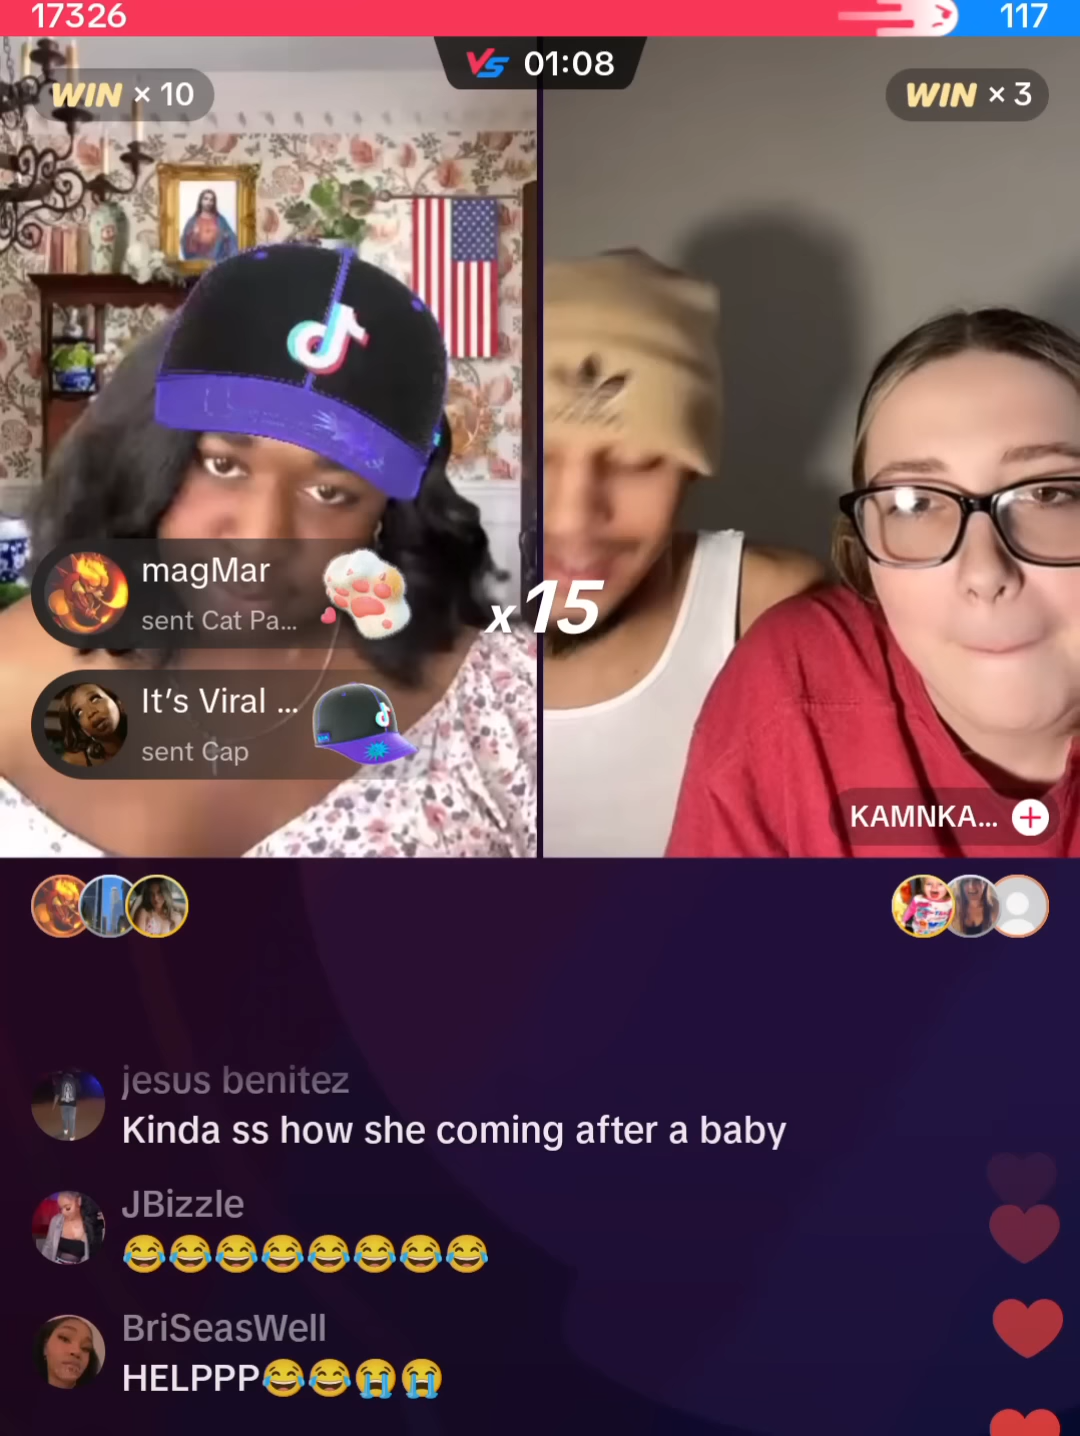 17326
117
VS 01:08
WIN × 10
WIN × 3
magMar
sent Cat Pa...
x15
It's Viral ...
sent Cap
KAMNKA...
jesus benitez
Kinda ss how she coming after a baby
JBizzle
😂😂😂😂😂😂😂😂
BriSeasWell
HELPPP😂😂😭😭